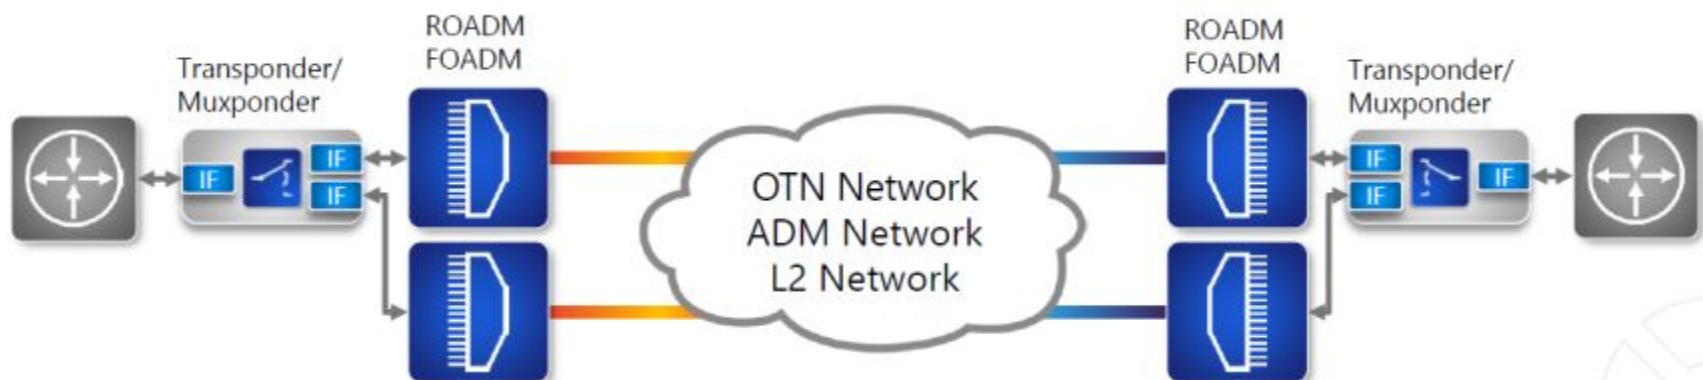 ROADM
FOADM
Transponder/
Muxponder
IF
IF
IF
OTN Network
ADM Network
L2 Network
ROADM
FOADM
Transponder/
Muxponder
IF
IF
IF